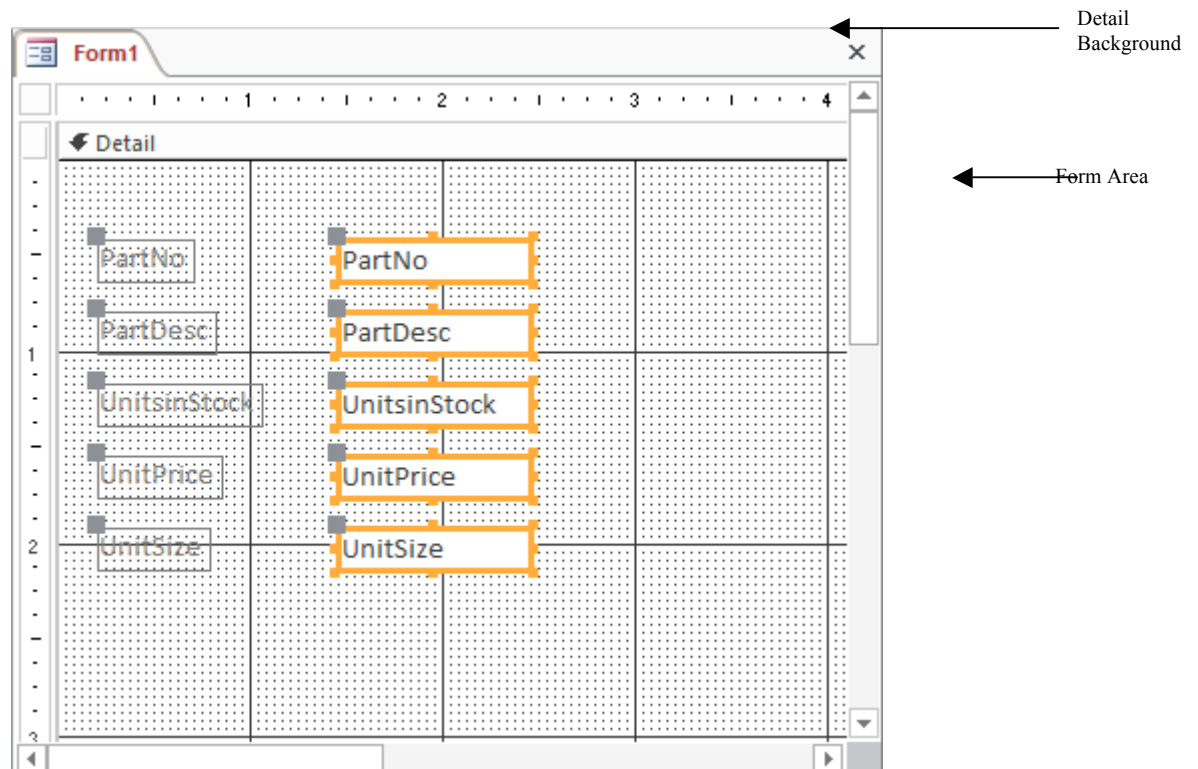 Detail
Background
Form1
1 2 3 4
Detail
Form Area
PartNo PartNo
PartDesc PartDesc
1
UnitsinStock UnitsinStock
UnitPrice UnitPrice
2
UnitSize UnitSize
3